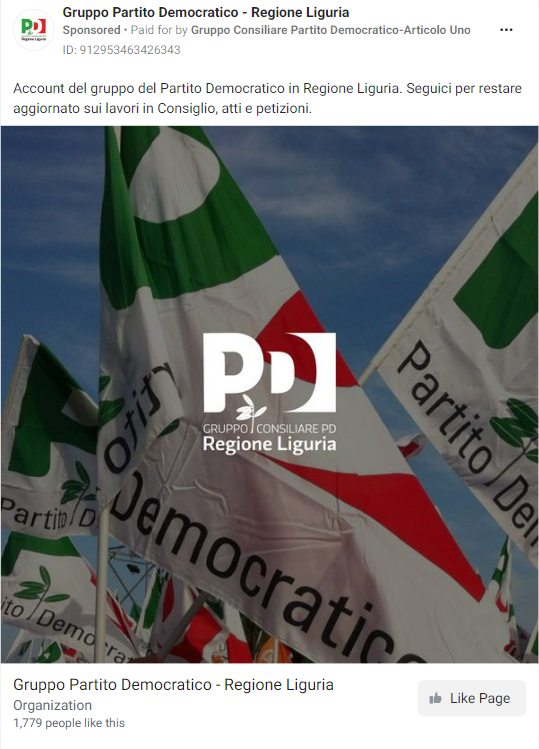 Gruppo Partito Democratico - Regione Liguria
Sponsored • Paid for by Gruppo Consiliare Partito Democratico-Articolo Uno
ID: 912953463426343
Account del gruppo del Partito Democratico in Regione Liguria. Seguici per restare
aggiornato sui lavori in Consiglio, atti e petizioni.
Partito Dem
PD
GRUPPO CONSILIARE PD
Regione Liguria
Partito D
Democratico
ito Democra
Gruppo Partito Democratico - Regione Liguria
Organization
1,779 people like this
Like Page